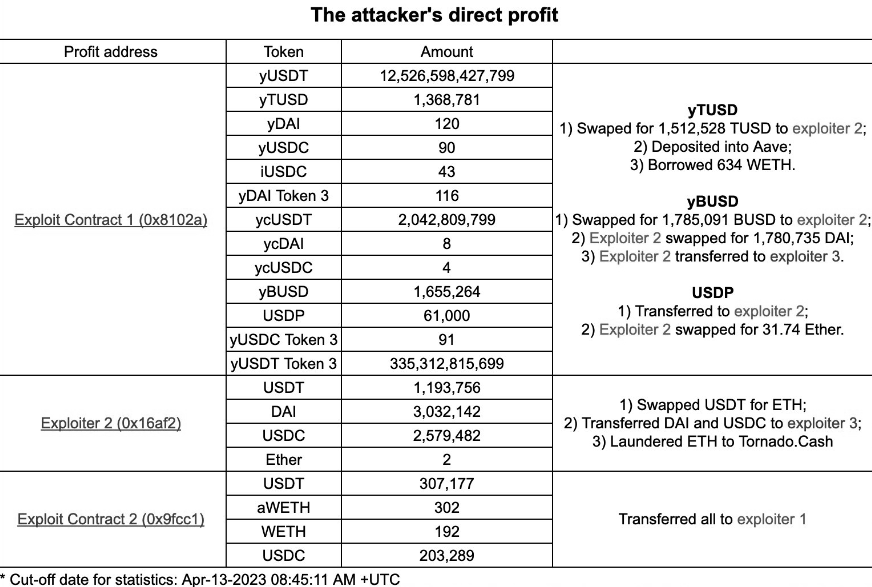 The attacker's direct profit
Profit address Token Amount
Exploit Contract 1 (0x8102a)
yUSDT 12,526,598,427,799
yTUSD 1,368,781
yDAI 120
yUSDC 90
iUSDC 43
yDAI Token 3 116
ycUSDT 2,042,809,799
ycDAI 8
ycUSDC 4
yBUSD 1,655,264
USDP 61,000
yUSDC Token 3 91
yUSDT Token 3 335,312,815,699
yTUSD
1) Swaped for 1,512,528 TUSD to exploiter 2;
2) Deposited into Aave;
3) Borrowed 634 WETH.
yBUSD
1) Swapped for 1,785,091 BUSD to exploiter 2;
2) Exploiter 2 swapped for 1,780,735 DAI;
3) Exploiter 2 transferred to exploiter 3.
USDP
1) Transferred to exploiter 2;
2) Exploiter 2 swapped for 31.74 Ether.
Exploiter 2 (0x16af2)
USDT 1,193,756
DAI 3,032,142
USDC 2,579,482
Ether 2
1) Swapped USDT for ETH;
2) Transferred DAI and USDC to exploiter 3;
3) Laundered ETH to Tornado.Cash
Exploit Contract 2 (0x9fcc1)
USDT 307,177
aWETH 302
WETH 192
USDC 203,289
Transferred all to exploiter 1
* Cut-off date for statistics: Apr-13-2023 08:45:11 AM +UTC